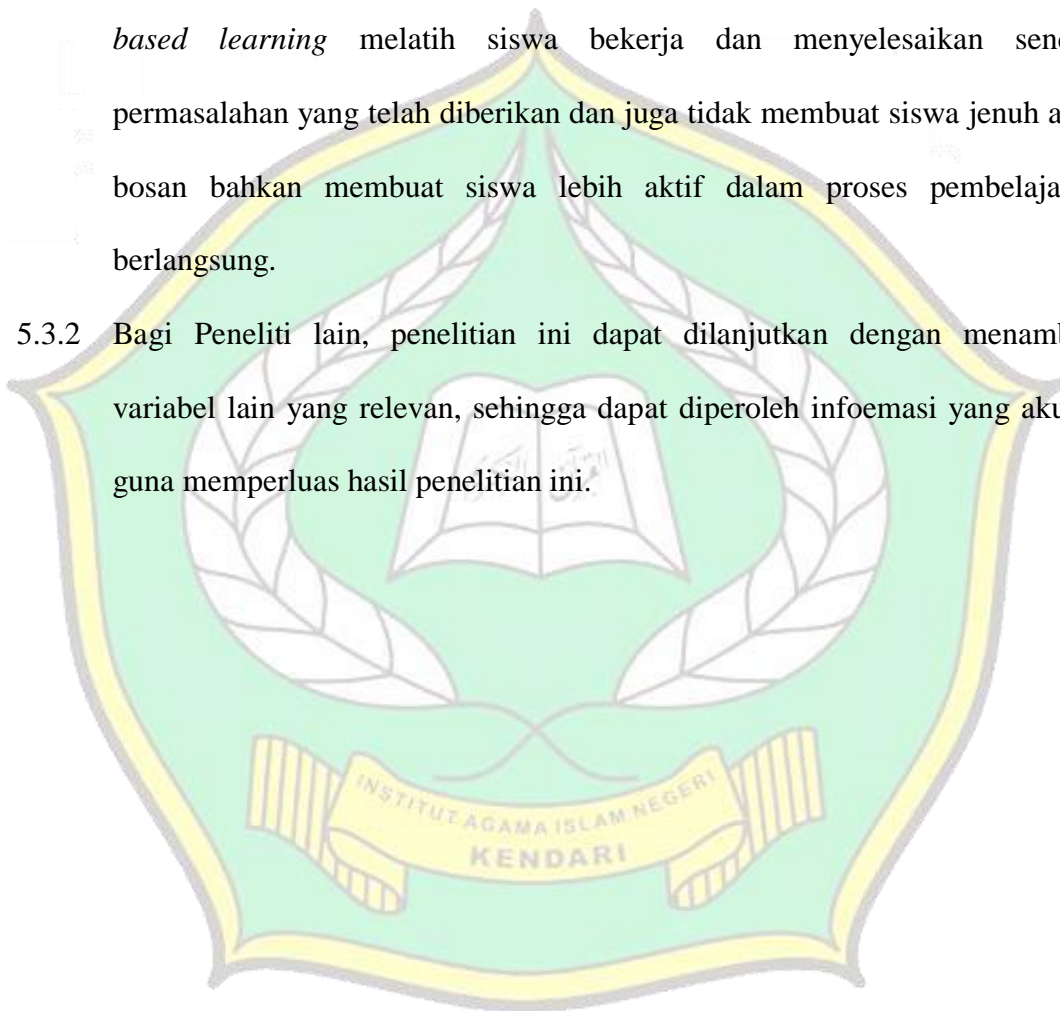 based learning melatih siswa bekerja dan menyelesaikan sen
permasalahan yang telah diberikan dan juga tidak membuat siswa jenuh a
bosan bahkan membuat siswa lebih aktif dalam proses pembelaja
berlangsung.
5.3.2 Bagi Peneliti lain, penelitian ini dapat dilanjutkan dengan menam
variabel lain yang relevan, sehingga dapat diperoleh infoemasi yang aku
guna memperluas hasil penelitian ini.
INSTITUT AGAMA ISLAM NEGERI
KENDARI